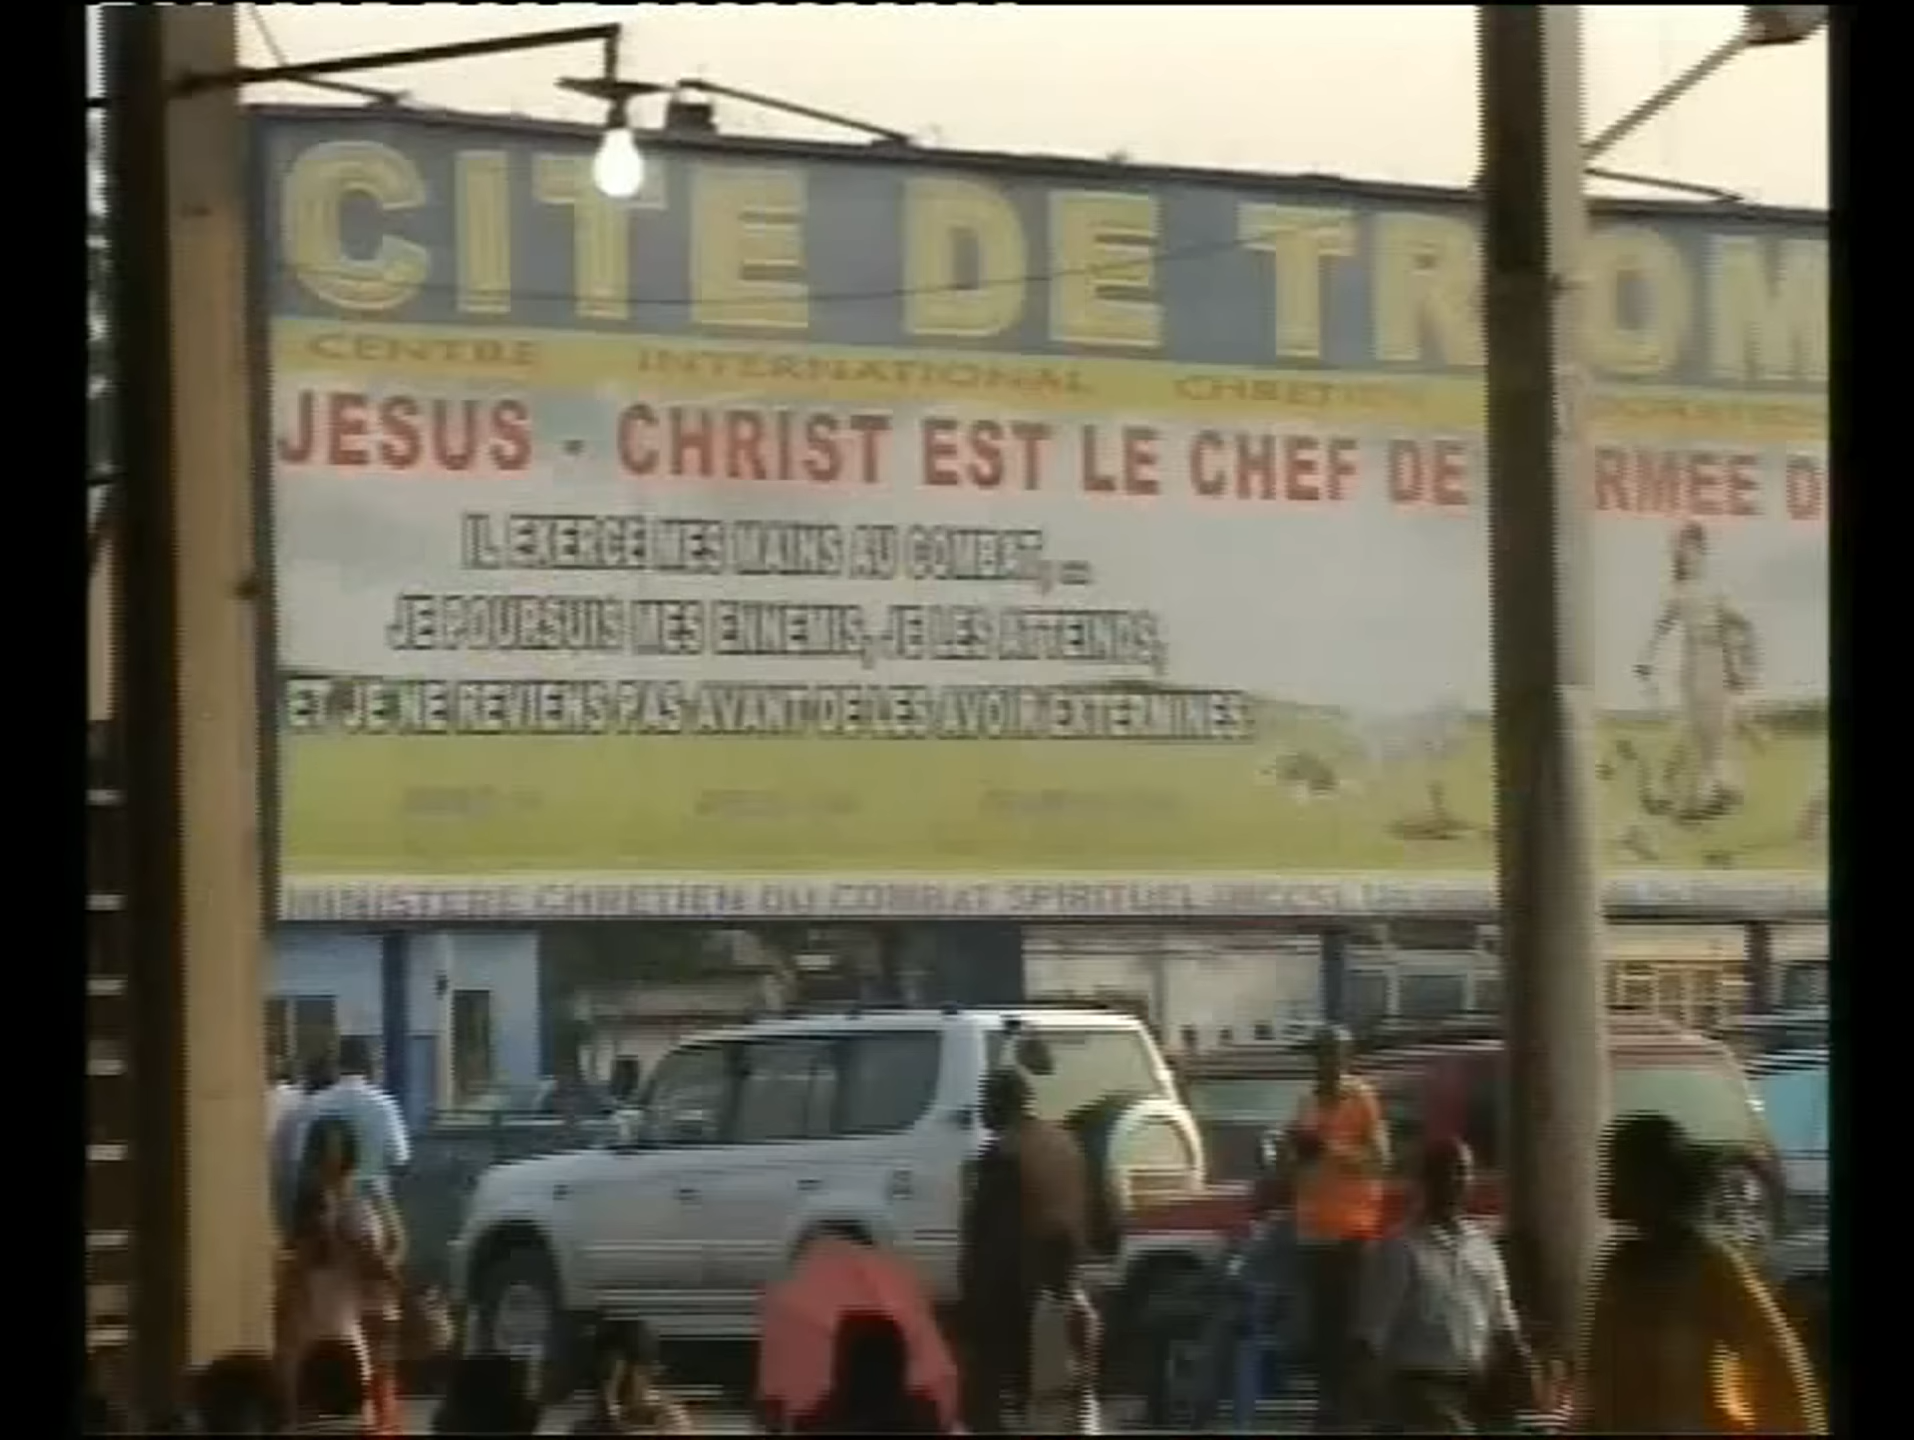 CITE DE TR OM
CENTRE INTERNATIONAL CHRETIEN
JESUS - CHRIST EST LE CHEF DE RMEE D
IL EXERCE MES MAINS AU COMBAT, ...
JE POURSUIS MES ENNEMIS, JE LES ATTEINDS,
ET JE NE REVIENS PAS AVANT DE LES AVOIR EXTERMINES
MINISTERE CHRETIEN DU COMBAT SPIRITUEL (MCCS),